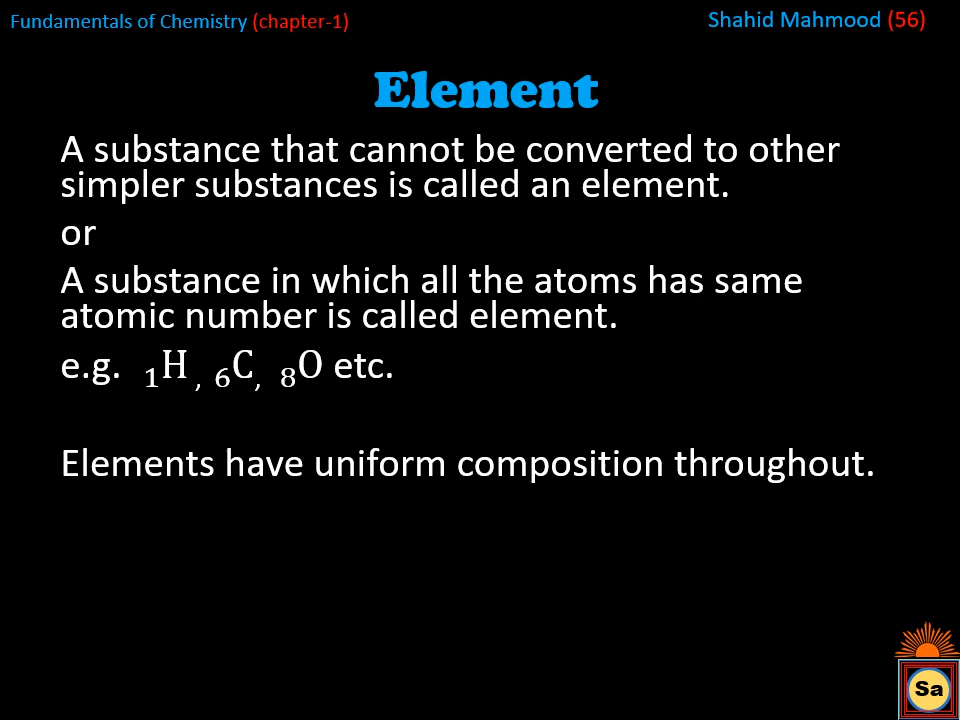 Fundamentals of Chemistry (chapter-1)
Shahid Mahmood (56)
Element
A substance that cannot be converted to other
simpler substances is called an element.
or
A substance in which all the atoms has same
atomic number is called element.
e.g. ₁H , ₆C, ₈O etc.
Elements have uniform composition throughout.
Sa